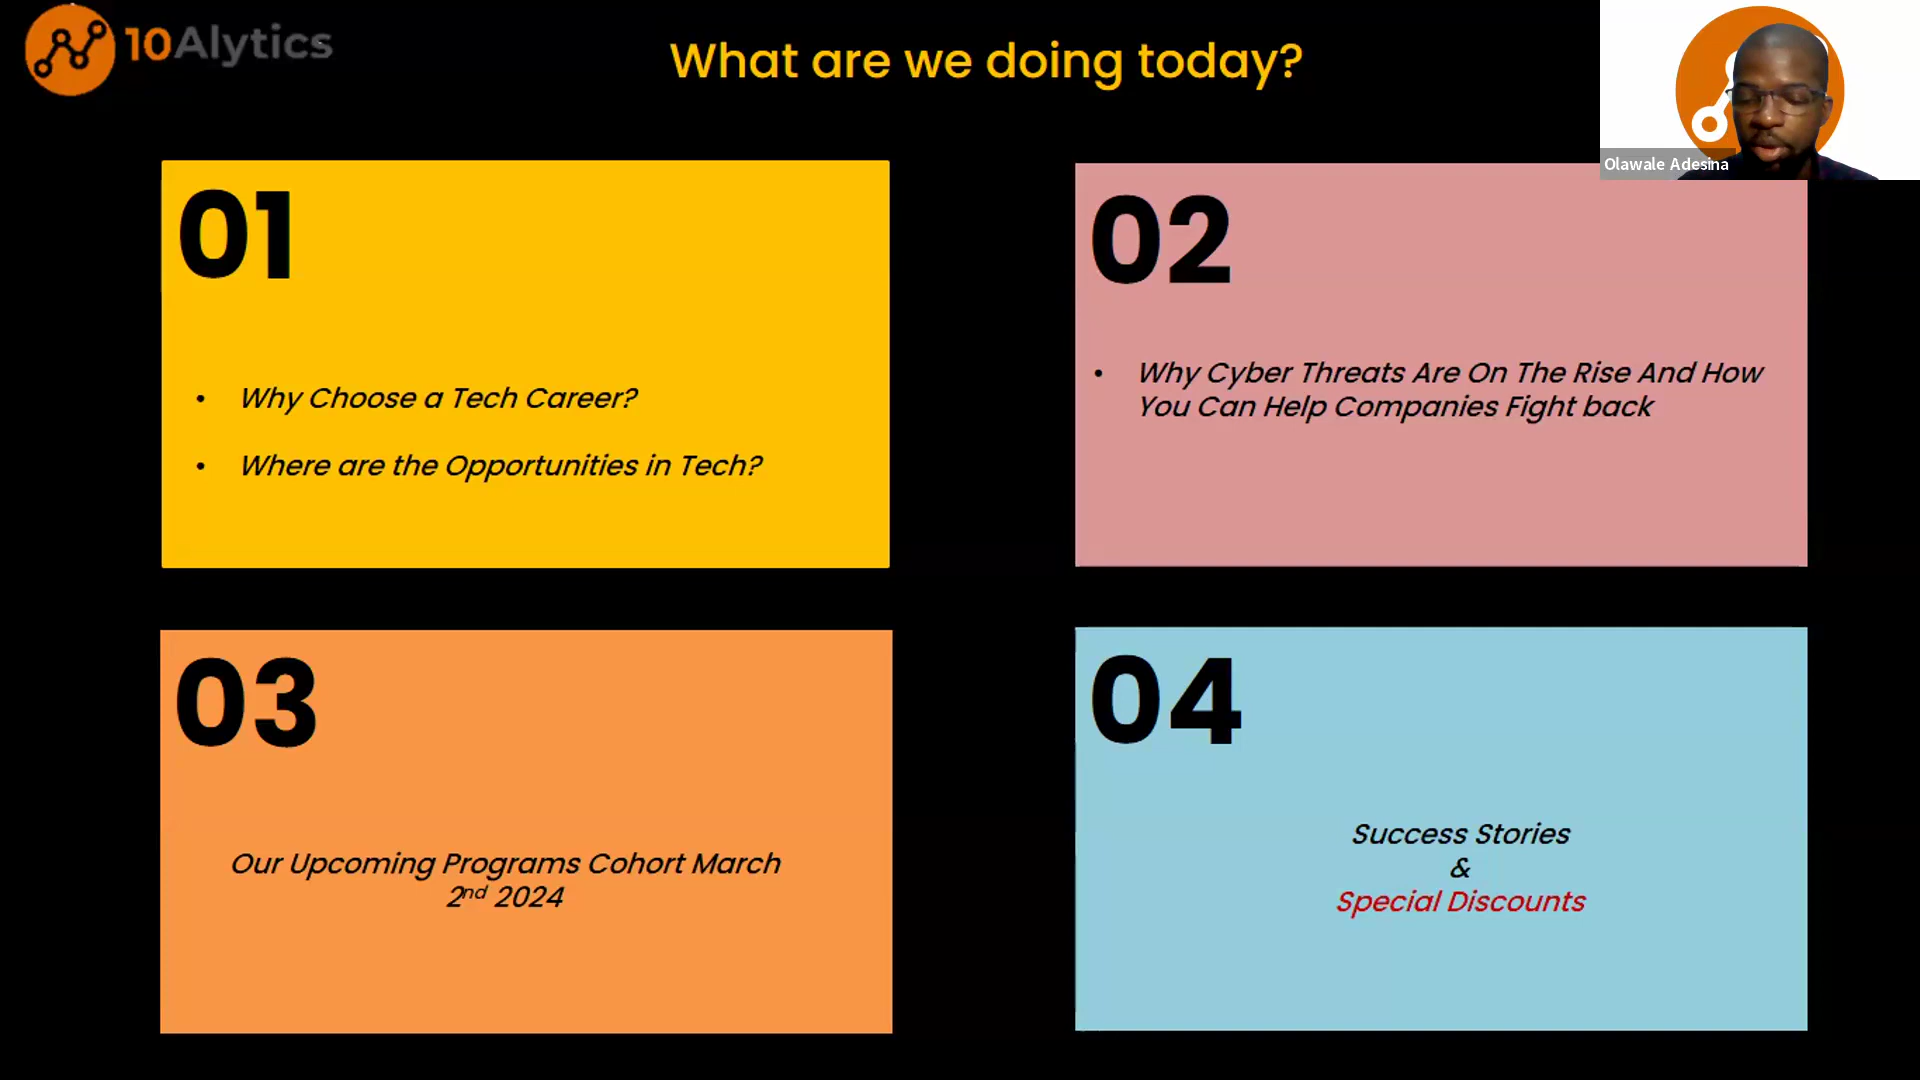 10Alytics
What are we doing today?
Olawale Adesina
01
• Why Choose a Tech Career?
• Where are the Opportunities in Tech?
02
• Why Cyber Threats Are On The Rise And How
You Can Help Companies Fight back
03
Our Upcoming Programs Cohort March
2nd 2024
04
Success Stories
&
Special Discounts